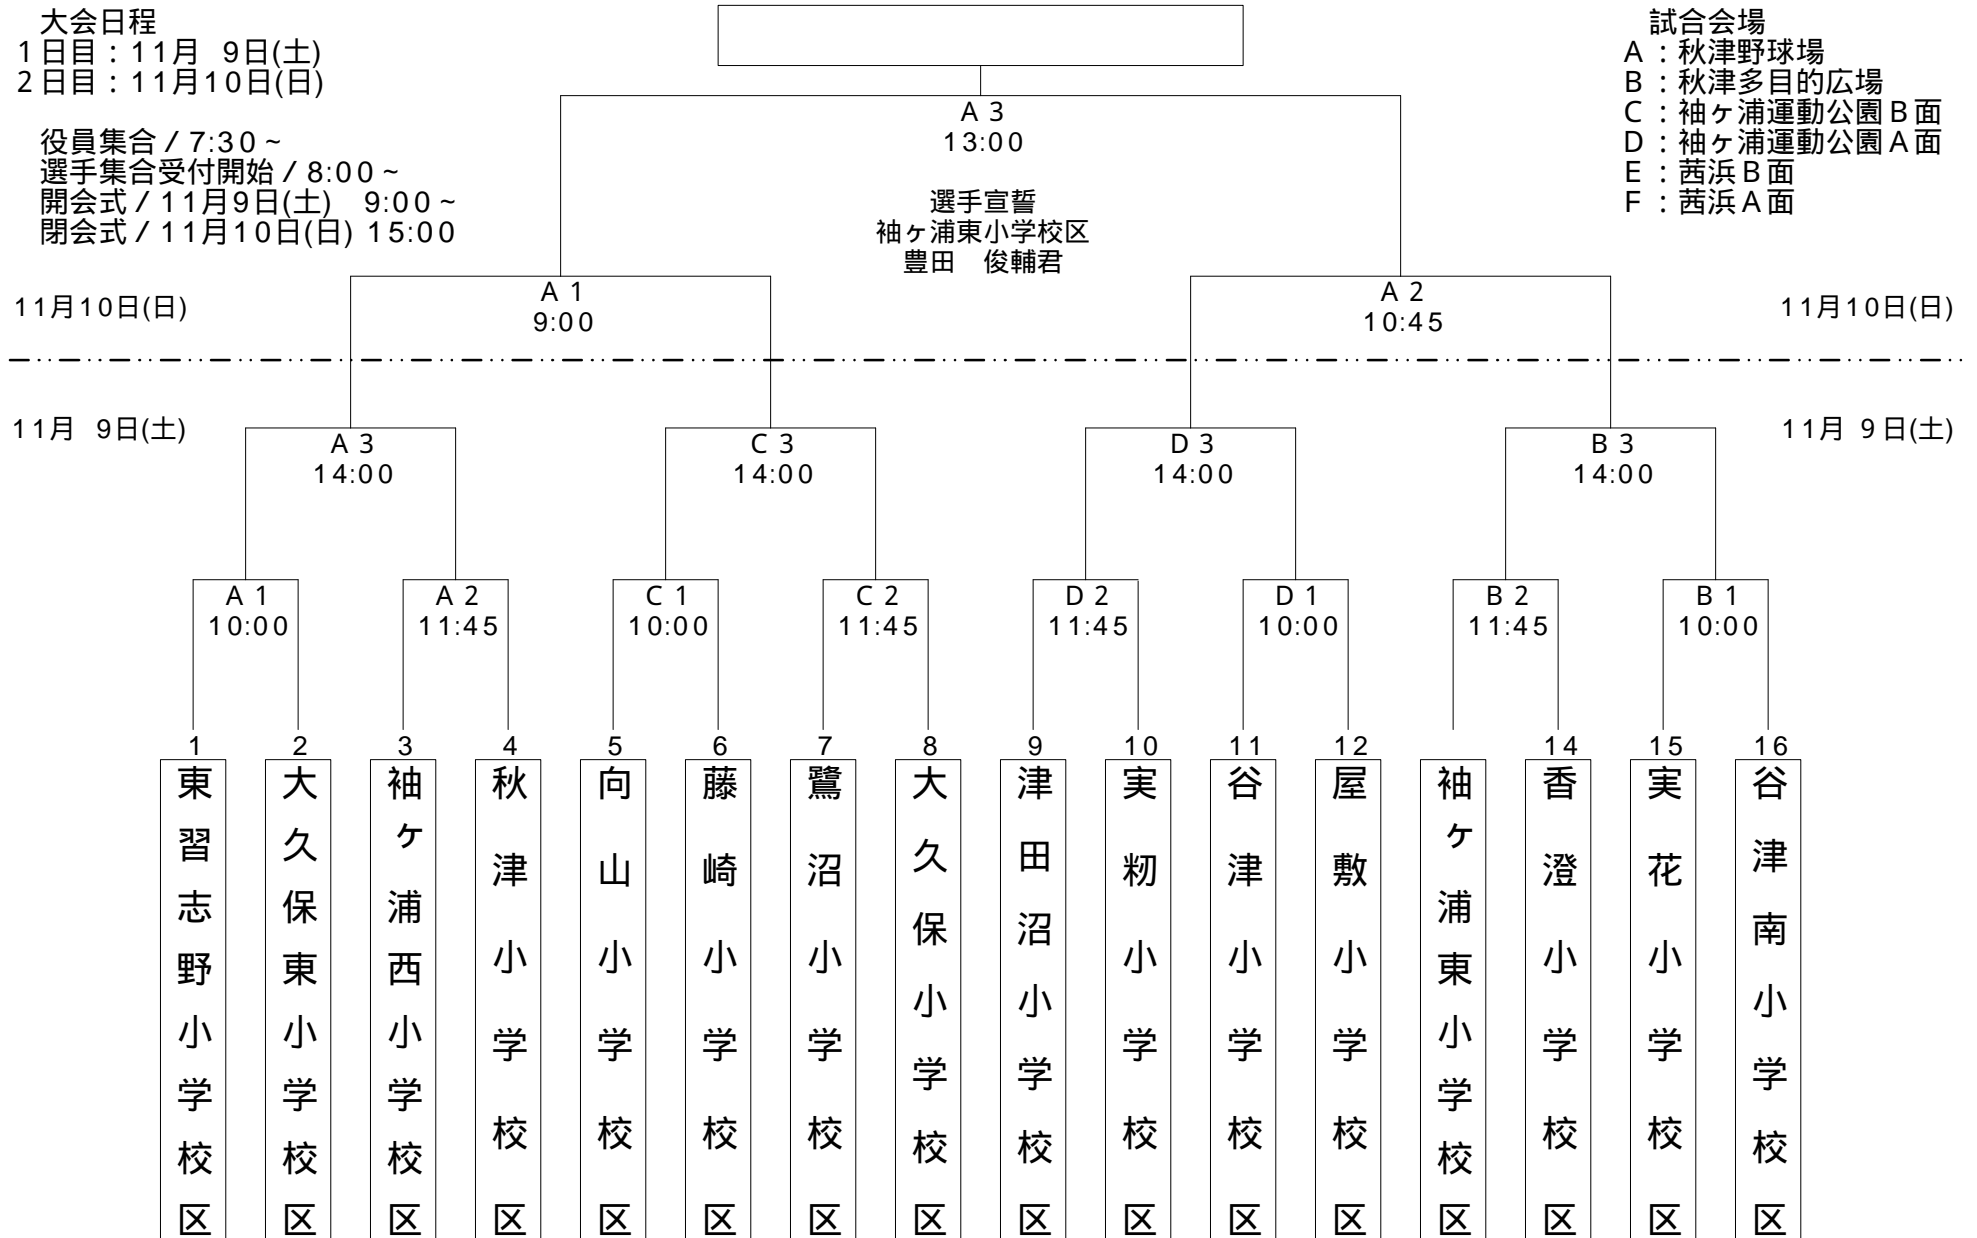 大会日程
1日目：11月 9日(土)
2日目：11月10日(日)
役員集合 / 7:30 ~
選手集合受付開始 / 8:00 ~
開会式 / 11月9日(土) 9:00 ~
閉会式 / 11月10日(日) 15:00
試合会場
A：秋津野球場
B：秋津多目的広場
C：袖ヶ浦運動公園B面
D：袖ヶ浦運動公園A面
E：茜浜B面
F：茜浜A面
A 3
13:00
選手宣誓
袖ヶ浦東小学校区
豊田 俊輔君
11月10日(日)
A 1
9:00
A 2
10:45
11月10日(日)
11月 9日(土)
A 3
14:00
C 3
14:00
D 3
14:00
B 3
14:00
11月 9日(土)
A 1
10:00
A 2
11:45
C 1
10:00
C 2
11:45
D 2
11:45
D 1
10:00
B 2
11:45
B 1
10:00
1
東習志野小学校区
2
大久保東小学校区
3
袖ヶ浦西小学校区
4
秋津小学校区
5
向山小学校区
6
藤崎小学校区
7
鷺沼小学校区
8
大久保小学校区
9
津田沼小学校区
10
実籾小学校区
11
谷津小学校区
12
屋敷小学校区
袖ヶ浦東小学校区
14
香澄小学校区
15
実花小学校区
16
谷津南小学校区